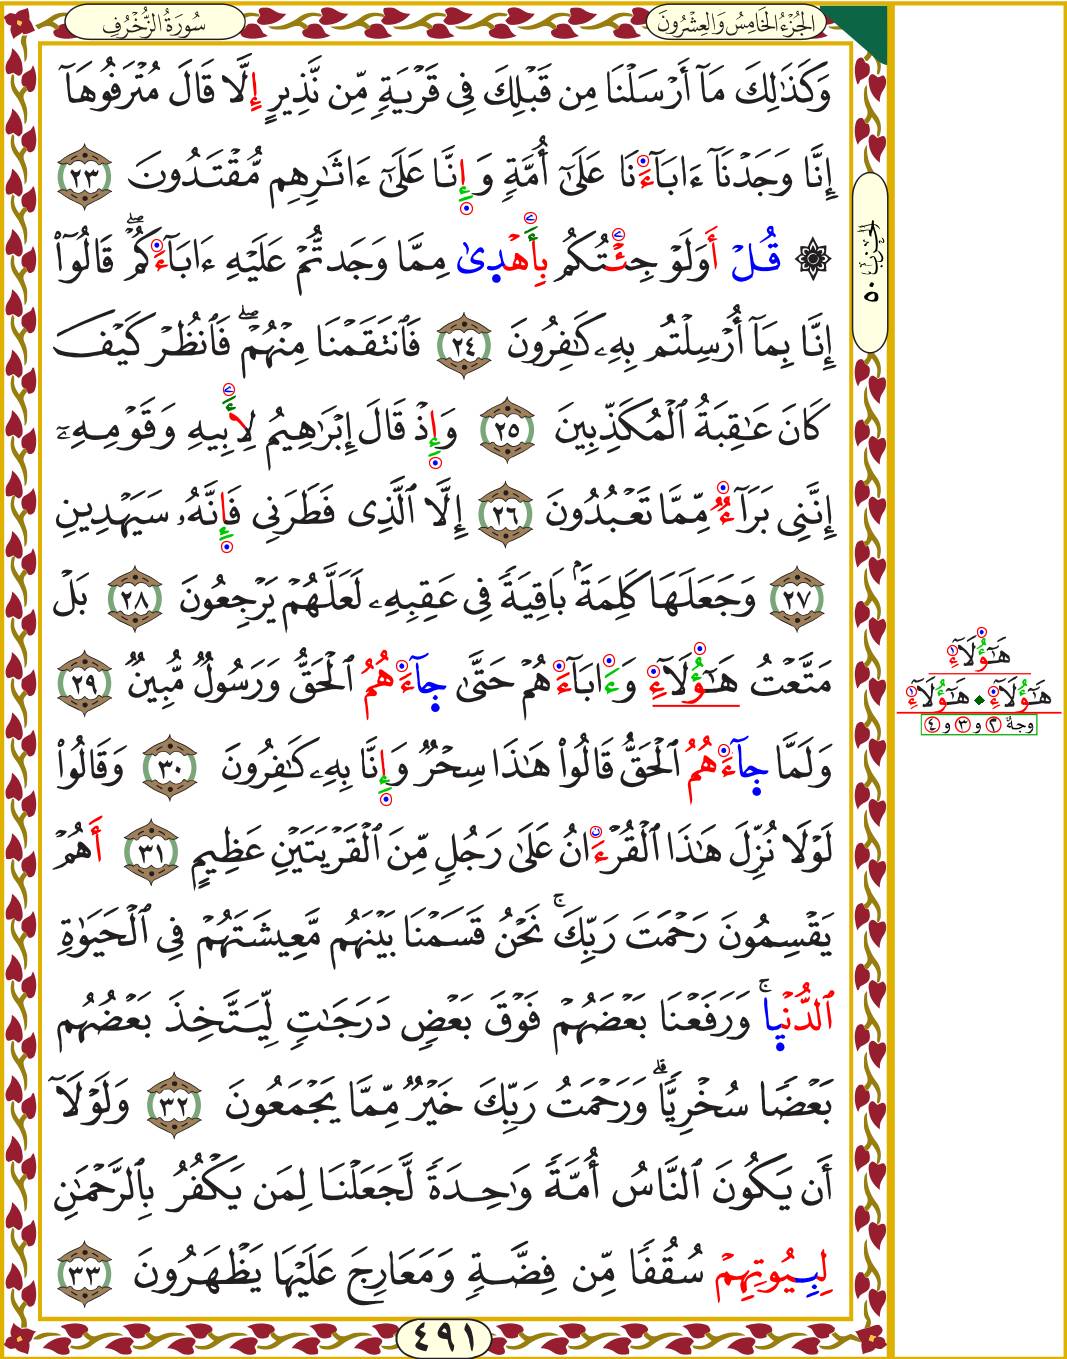 الجُزْءُ الخَامِسُ وَالعِشْرُونَ
سُورَةُ الزُّخْرُفِ
وَكَذَٰلِكَ مَآ أَرْسَلْنَا مِن قَبْلِكَ فِى قَرْيَةٍ مِّن نَّذِيرٍ إِلَّا قَالَ مُتْرَفُوهَآ
إِنَّا وَجَدْنَآ ءَابَآءَنَا عَلَىٰٓ أُمَّةٍ وَإِنَّا عَلَىٰٓ ءَاثَـٰرِهِم مُّقْتَدُونَ ٢٣
۞ قُلْ أَوَلَوْ جِئْتُكُم بِأَهْدَىٰ مِمَّا وَجَدتُّمْ عَلَيْهِ ءَابَآءَكُمْ ۖ قَالُوٓا۟
إِنَّا بِمَآ أُرْسِلْتُم بِهِۦ كَـٰفِرُونَ ٢٤ فَٱنتَقَمْنَا مِنْهُمْ ۖ فَٱنظُرْ كَيْفَ
كَانَ عَـٰقِبَةُ ٱلْمُكَذِّبِينَ ٢٥ وَإِذْ قَالَ إِبْرَٰهِيمُ لِأَبِيهِ وَقَوْمِهِۦٓ
إِنَّنِى بَرَآءٌ مِّمَّا تَعْبُدُونَ ٢٦ إِلَّا ٱلَّذِى فَطَرَنِى فَإِنَّهُۥ سَيَهْدِينِ
٢٧ وَجَعَلَهَا كَلِمَةًۢ بَاقِيَةً فِى عَقِبِهِۦ لَعَلَّهُمْ يَرْجِعُونَ ٢٨ بَلْ
مَتَّعْتُ هَـٰٓؤُلَآءِ وَءَابَآءَهُمْ حَتَّىٰ جَآءَهُمُ ٱلْحَقُّ وَرَسُولٌ مُّبِينٌ ٢٩
وَلَمَّا جَآءَهُمُ ٱلْحَقُّ قَالُوا۟ هَـٰذَا سِحْرٌ وَإِنَّا بِهِۦ كَـٰفِرُونَ ٣٠ وَقَالُوا۟
لَوْلَا نُزِّلَ هَـٰذَا ٱلْقُرْءَانُ عَلَىٰ رَجُلٍ مِّنَ ٱلْقَرْيَتَيْنِ عَظِيمٍ ٣١ أَهُمْ
يَقْسِمُونَ رَحْمَتَ رَبِّكَ ۚ نَحْنُ قَسَمْنَا بَيْنَهُم مَّعِيشَتَهُمْ فِى ٱلْحَيَوٰةِ
ٱلدُّنْيَا ۚ وَرَفَعْنَا بَعْضَهُمْ فَوْقَ بَعْضٍ دَرَجَـٰتٍ لِّيَتَّخِذَ بَعْضُهُم
بَعْضًا سُخْرِيًّا ۗ وَرَحْمَتُ رَبِّكَ خَيْرٌ مِّمَّا يَجْمَعُونَ ٣٢ وَلَوْلَآ
أَن يَكُونَ ٱلنَّاسُ أُمَّةً وَٰحِدَةً لَّجَعَلْنَا لِمَن يَكْفُرُ بِٱلرَّحْمَـٰنِ
لِبِيُوتِهِمْ سُقُفًا مِّن فِضَّةٍ وَمَعَارِجَ عَلَيْهَا يَظْهَرُونَ ٣٣
٤٩١
الحِزْب ٥٠
هَـٰٓؤُلَآءِ
هَـٰٓؤُلَآءِ ◆ هَـٰٓؤُلَآءِ
وجهٌ ٢ و ٣ و ٤